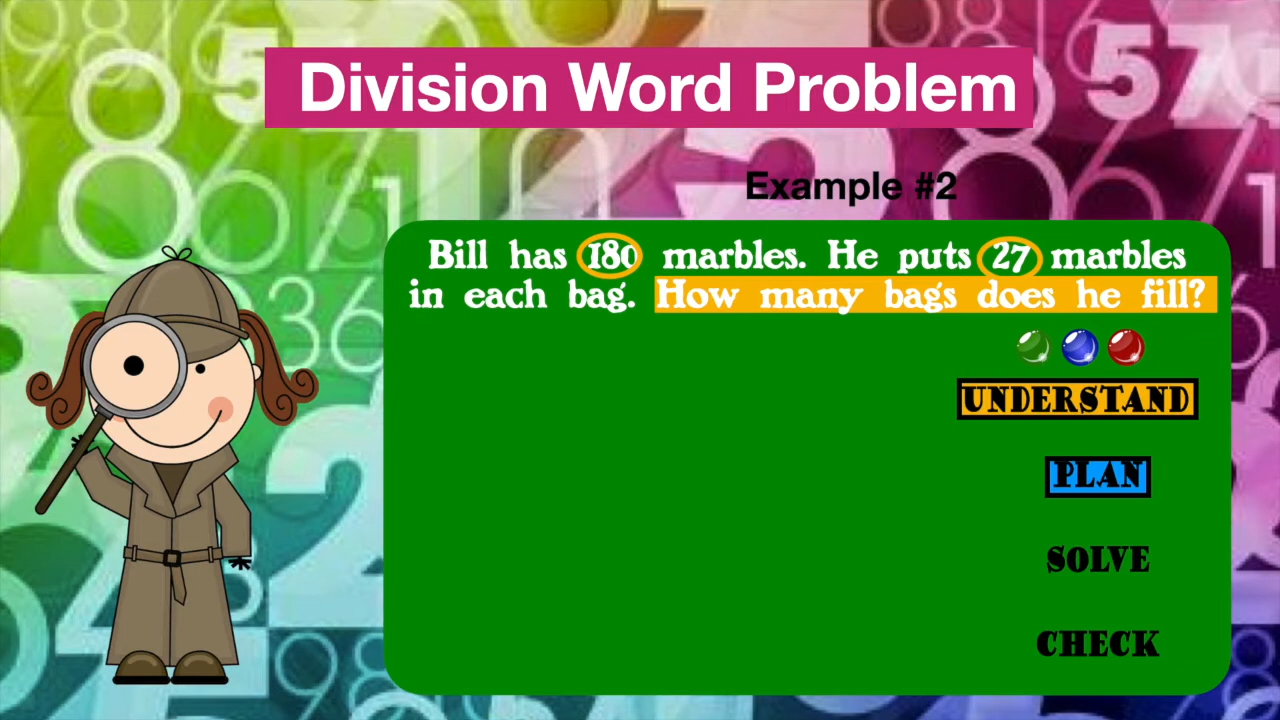 Division Word Problem
Example #2
Bill has 180 marbles. He puts 27 marbles
in each bag. How many bags does he fill?
UNDERSTAND
PLAN
SOLVE
CHECK